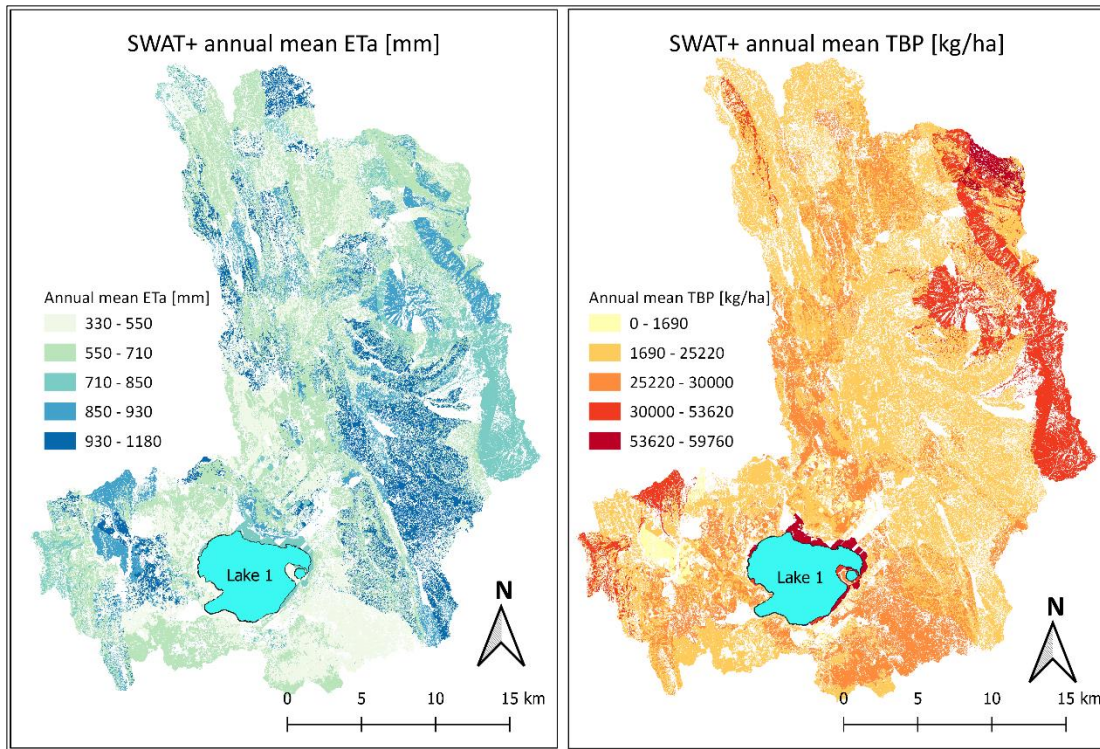 SWAT+ annual mean ETa [mm]
Annual mean ETa [mm]
330 - 550
550 - 710
710 - 850
850 - 930
930 - 1180
Lake 1
N
0 5 10 15 km
SWAT+ annual mean TBP [kg/ha]
Annual mean TBP [kg/ha]
0 - 1690
1690 - 25220
25220 - 30000
30000 - 53620
53620 - 59760
Lake 1
N
0 5 10 15 km